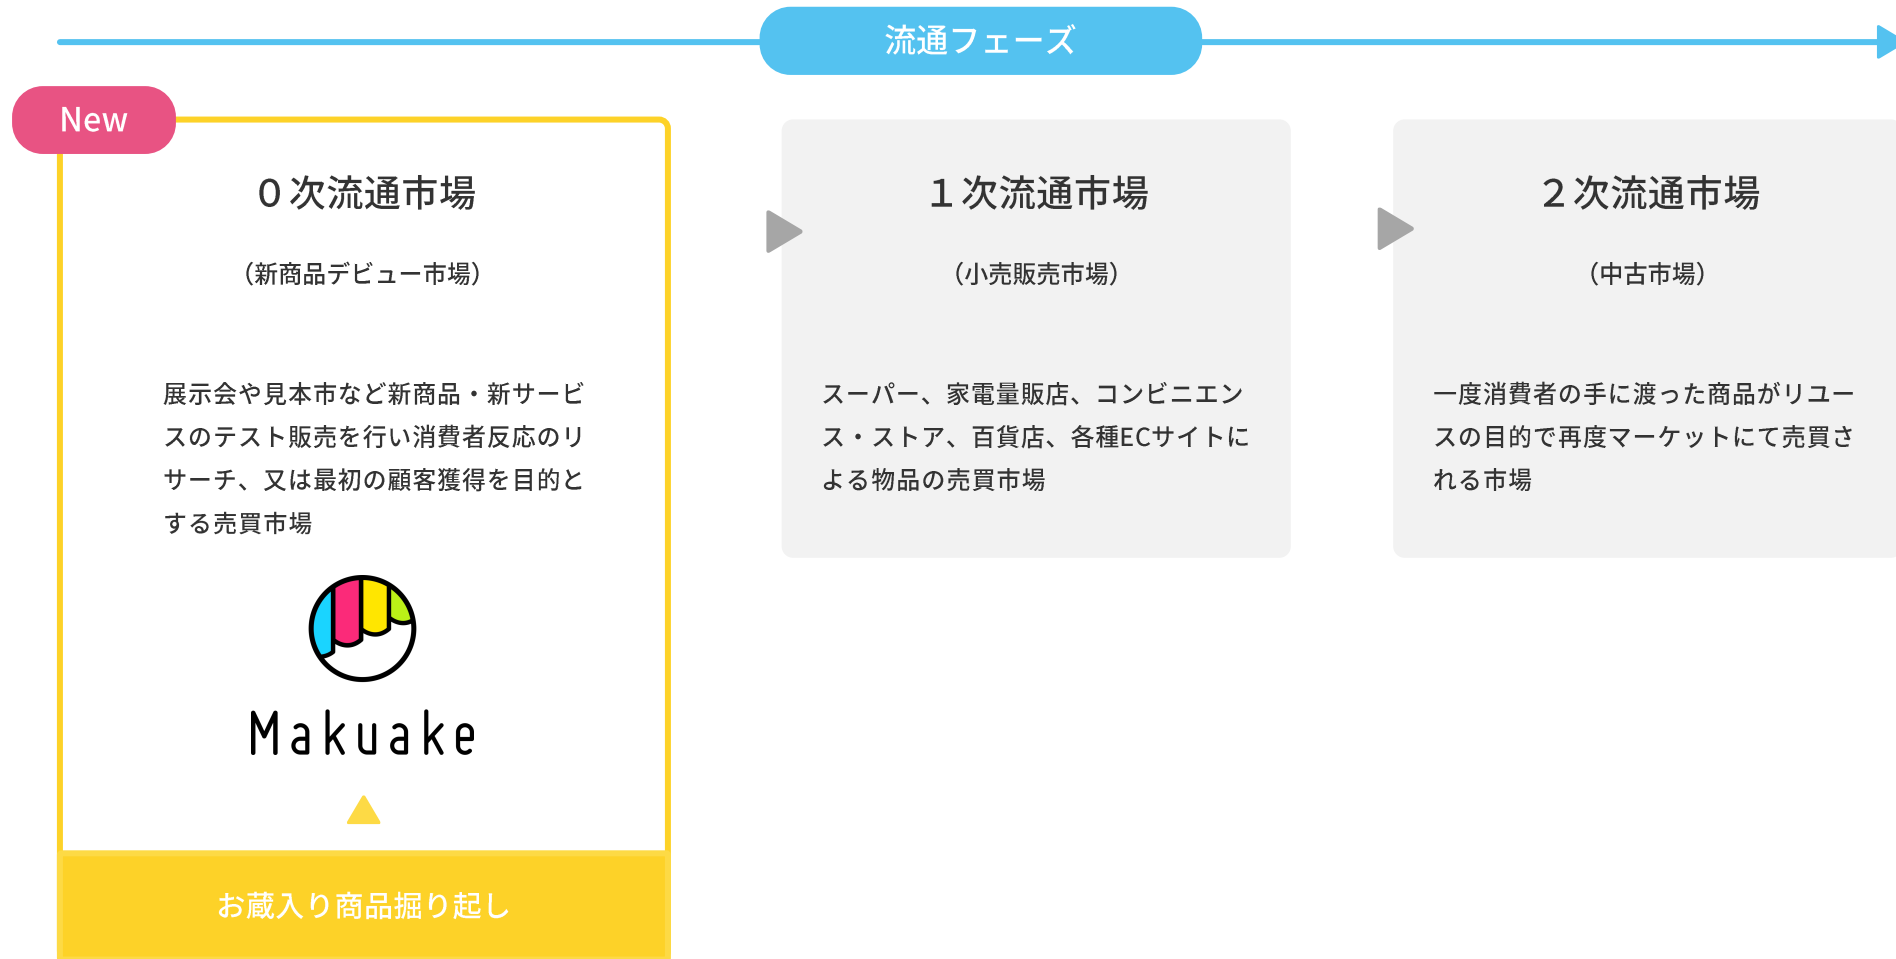 流通フェーズ
New
０次流通市場
（新商品デビュー市場）
展示会や見本市など新商品・新サービ
スのテスト販売を行い消費者反応のリ
サーチ、又は最初の顧客獲得を目的と
する売買市場
Makuake
お蔵入り商品掘り起し
１次流通市場
（小売販売市場）
スーパー、家電量販店、コンビニエン
ス・ストア、百貨店、各種ECサイトに
よる物品の売買市場
２次流通市場
（中古市場）
一度消費者の手に渡った商品がリユー
スの目的で再度マーケットにて売買さ
れる市場